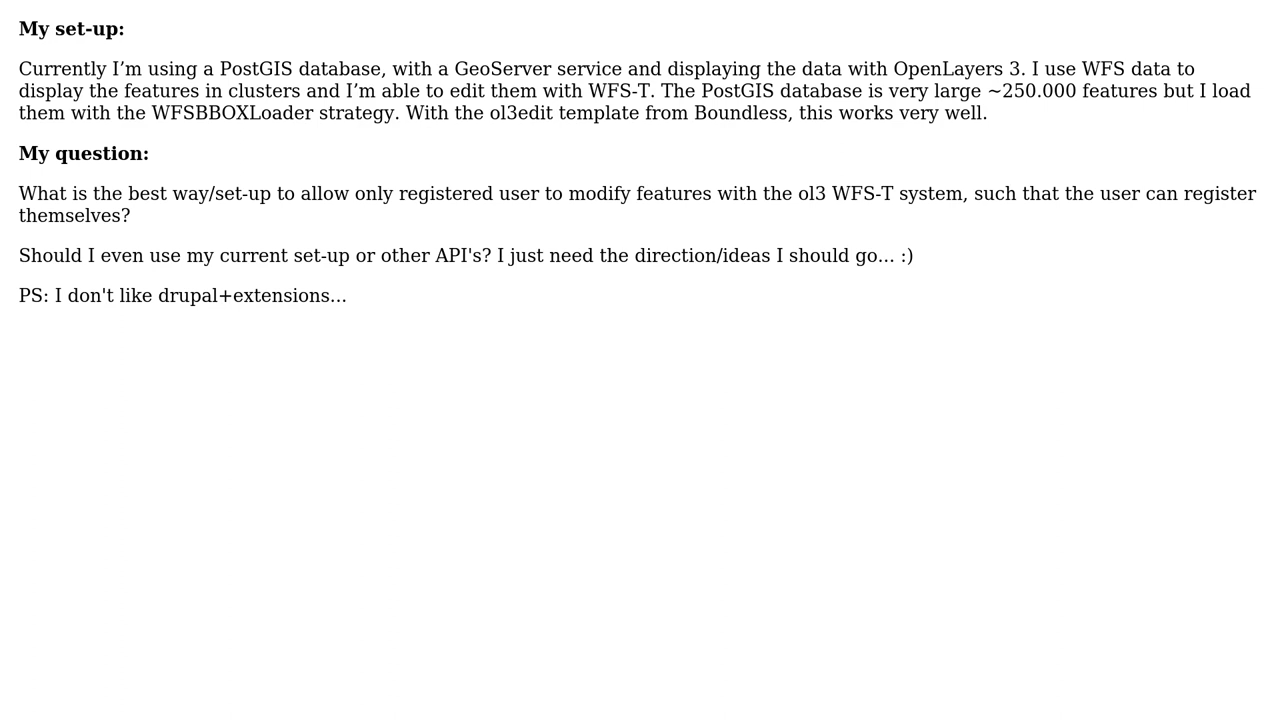 My set-up:
Currently I’m using a PostGIS database, with a GeoServer service and displaying the data with OpenLayers 3. I use WFS data to
display the features in clusters and I’m able to edit them with WFS-T. The PostGIS database is very large ~250.000 features but I load
them with the WFSBBOXLoader strategy. With the ol3edit template from Boundless, this works very well.
My question:
What is the best way/set-up to allow only registered user to modify features with the ol3 WFS-T system, such that the user can register
themselves?
Should I even use my current set-up or other API's? I just need the direction/ideas I should go... :)
PS: I don't like drupal+extensions...